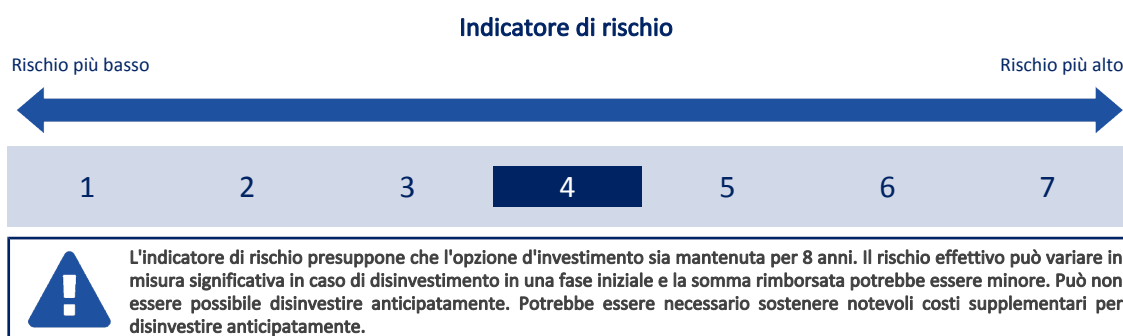 Indicatore di rischio
Rischio più basso
Rischio più alto
1 2 3 4 5 6 7
L'indicatore di rischio presuppone che l'opzione d'investimento sia mantenuta per 8 anni. Il rischio effettivo può variare in
misura significativa in caso di disinvestimento in una fase iniziale e la somma rimborsata potrebbe essere minore. Può non
essere possibile disinvestire anticipatamente. Potrebbe essere necessario sostenere notevoli costi supplementari per
disinvestire anticipatamente.